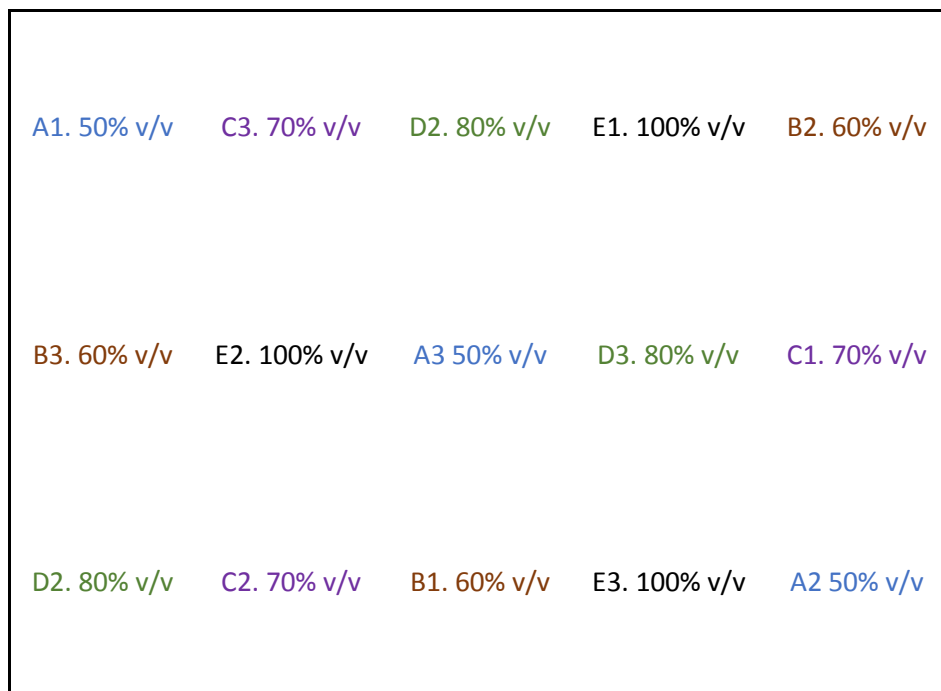 A1. 50% v/v C3. 70% v/v D2. 80% v/v E1. 100% v/v B2. 60% v/v
B3. 60% v/v E2. 100% v/v A3 50% v/v D3. 80% v/v C1. 70% v/v
D2. 80% v/v C2. 70% v/v B1. 60% v/v E3. 100% v/v A2 50% v/v